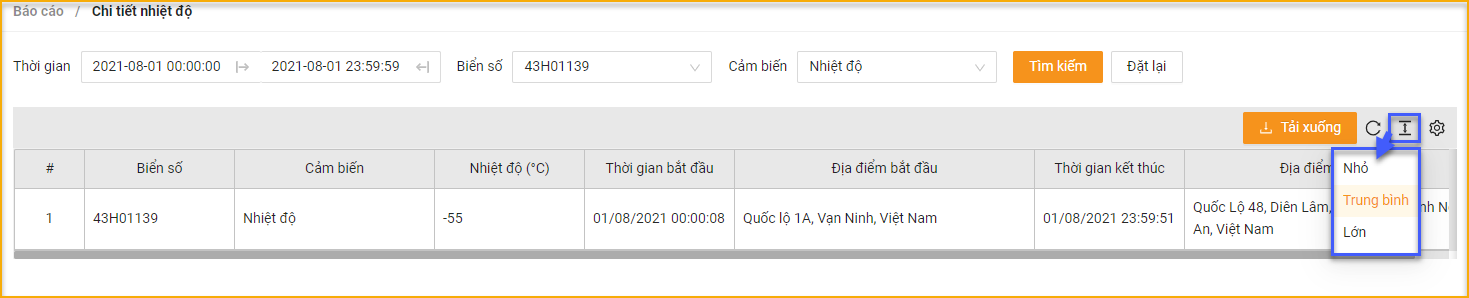 Báo cáo / Chi tiết nhiệt độ
Thời gian 2021-08-01 00:00:00 2021-08-01 23:59:59 Biển số 43H01139 Cảm biến Nhiệt độ Tìm kiếm Đặt lại
Tải xuống
# Biển số Cảm biến Nhiệt độ (°C) Thời gian bắt đầu Địa điểm bắt đầu Thời gian kết thúc Địa điểm
Nhỏ
Trung bình
Lớn
1 43H01139 Nhiệt độ -55 01/08/2021 00:00:08 Quốc lộ 1A, Vạn Ninh, Việt Nam 01/08/2021 23:59:51 Quốc Lộ 48, Diên Lâm,
An, Việt Nam